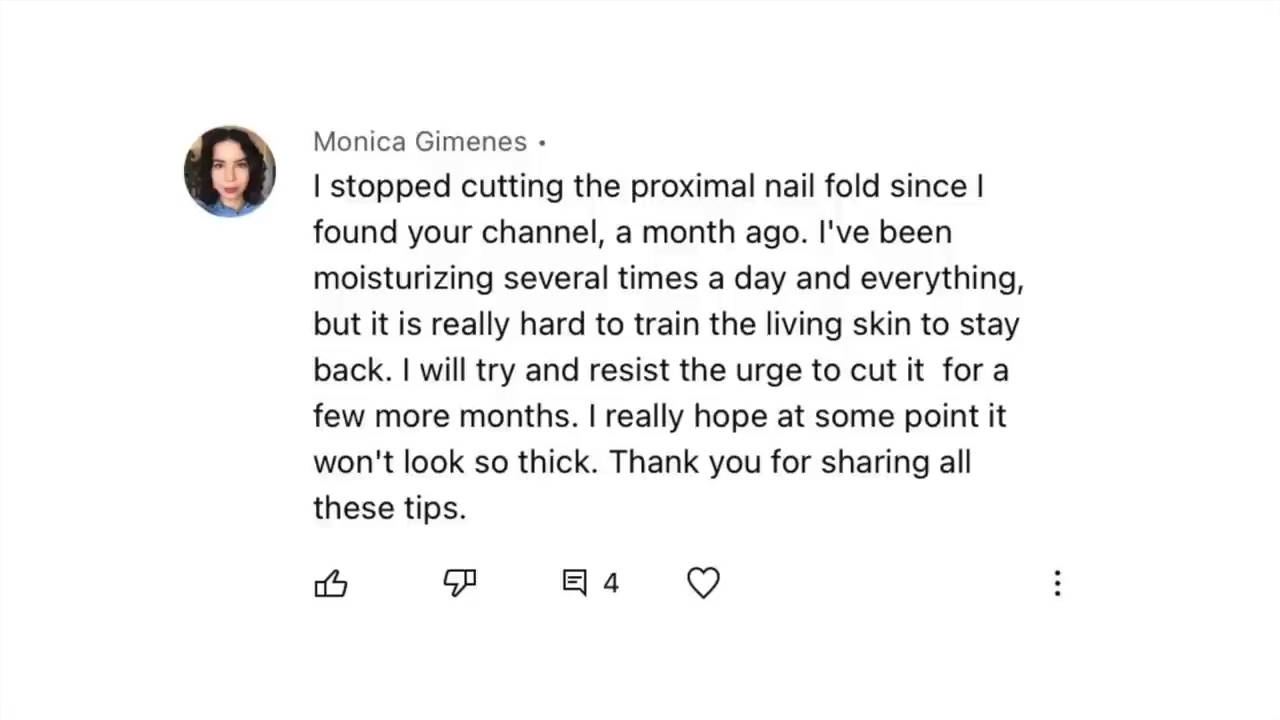 Monica Gimenes •
I stopped cutting the proximal nail fold since I
found your channel, a month ago. I've been
moisturizing several times a day and everything,
but it is really hard to train the living skin to stay
back. I will try and resist the urge to cut it  for a
few more months. I really hope at some point it
won't look so thick. Thank you for sharing all
these tips.
4